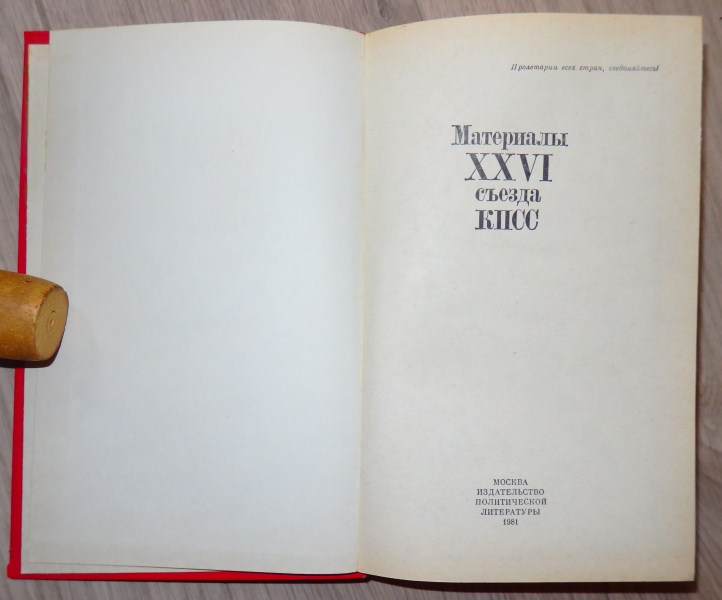 Пролетарии всех стран, соединяйтесь!
Материалы
XXVI
съезда
КПСС
МОСКВА
ИЗДАТЕЛЬСТВО
ПОЛИТИЧЕСКОЙ
ЛИТЕРАТУРЫ
1981